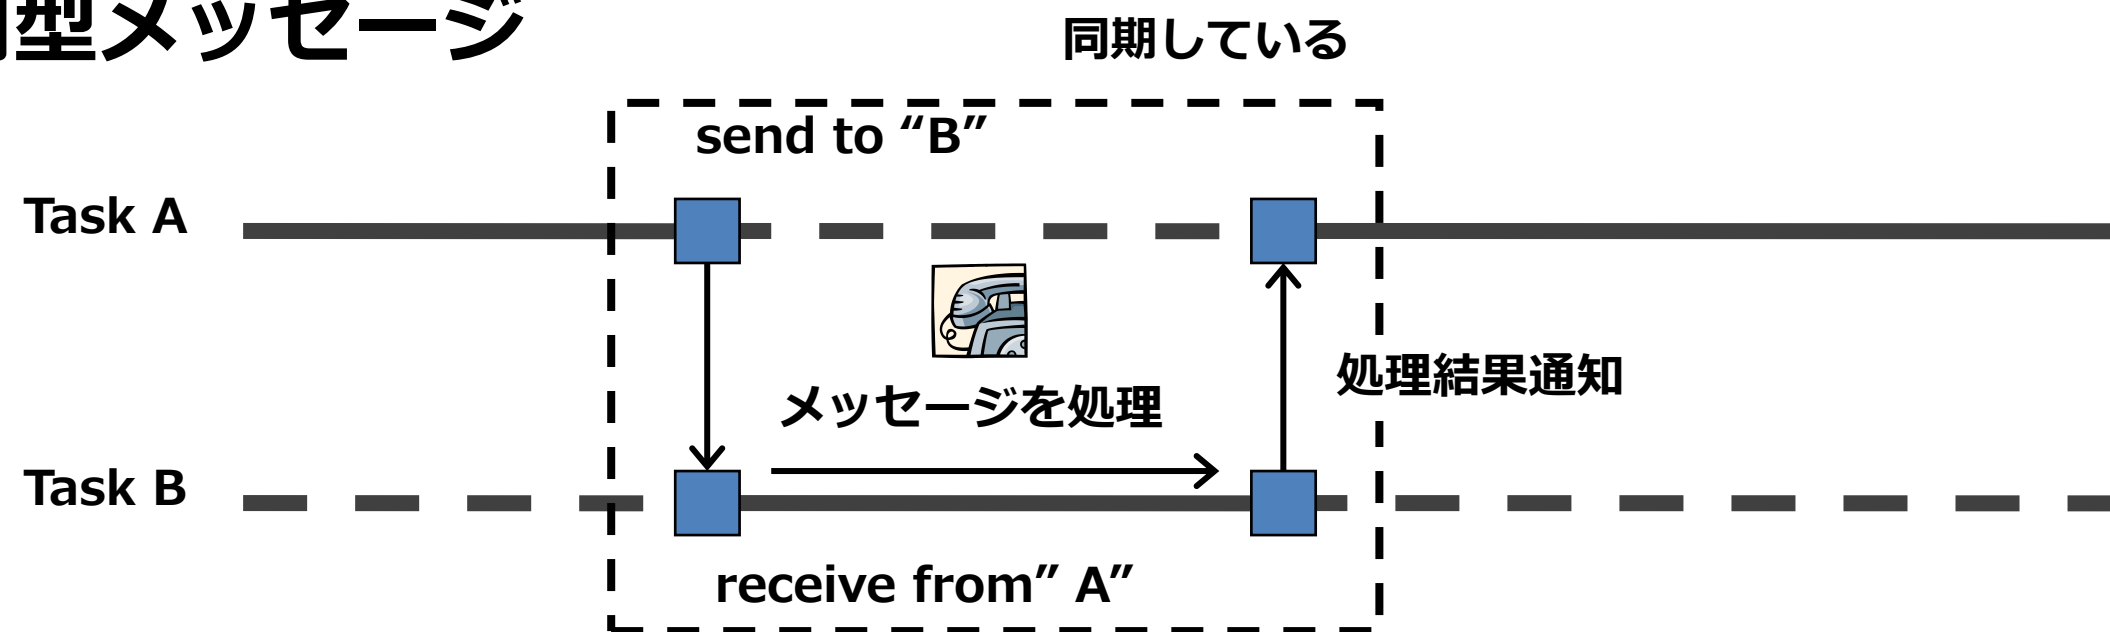 型メッセージ
同期している
send to “B”
Task A
処理結果通知
メッセージを処理
Task B
receive from” A”